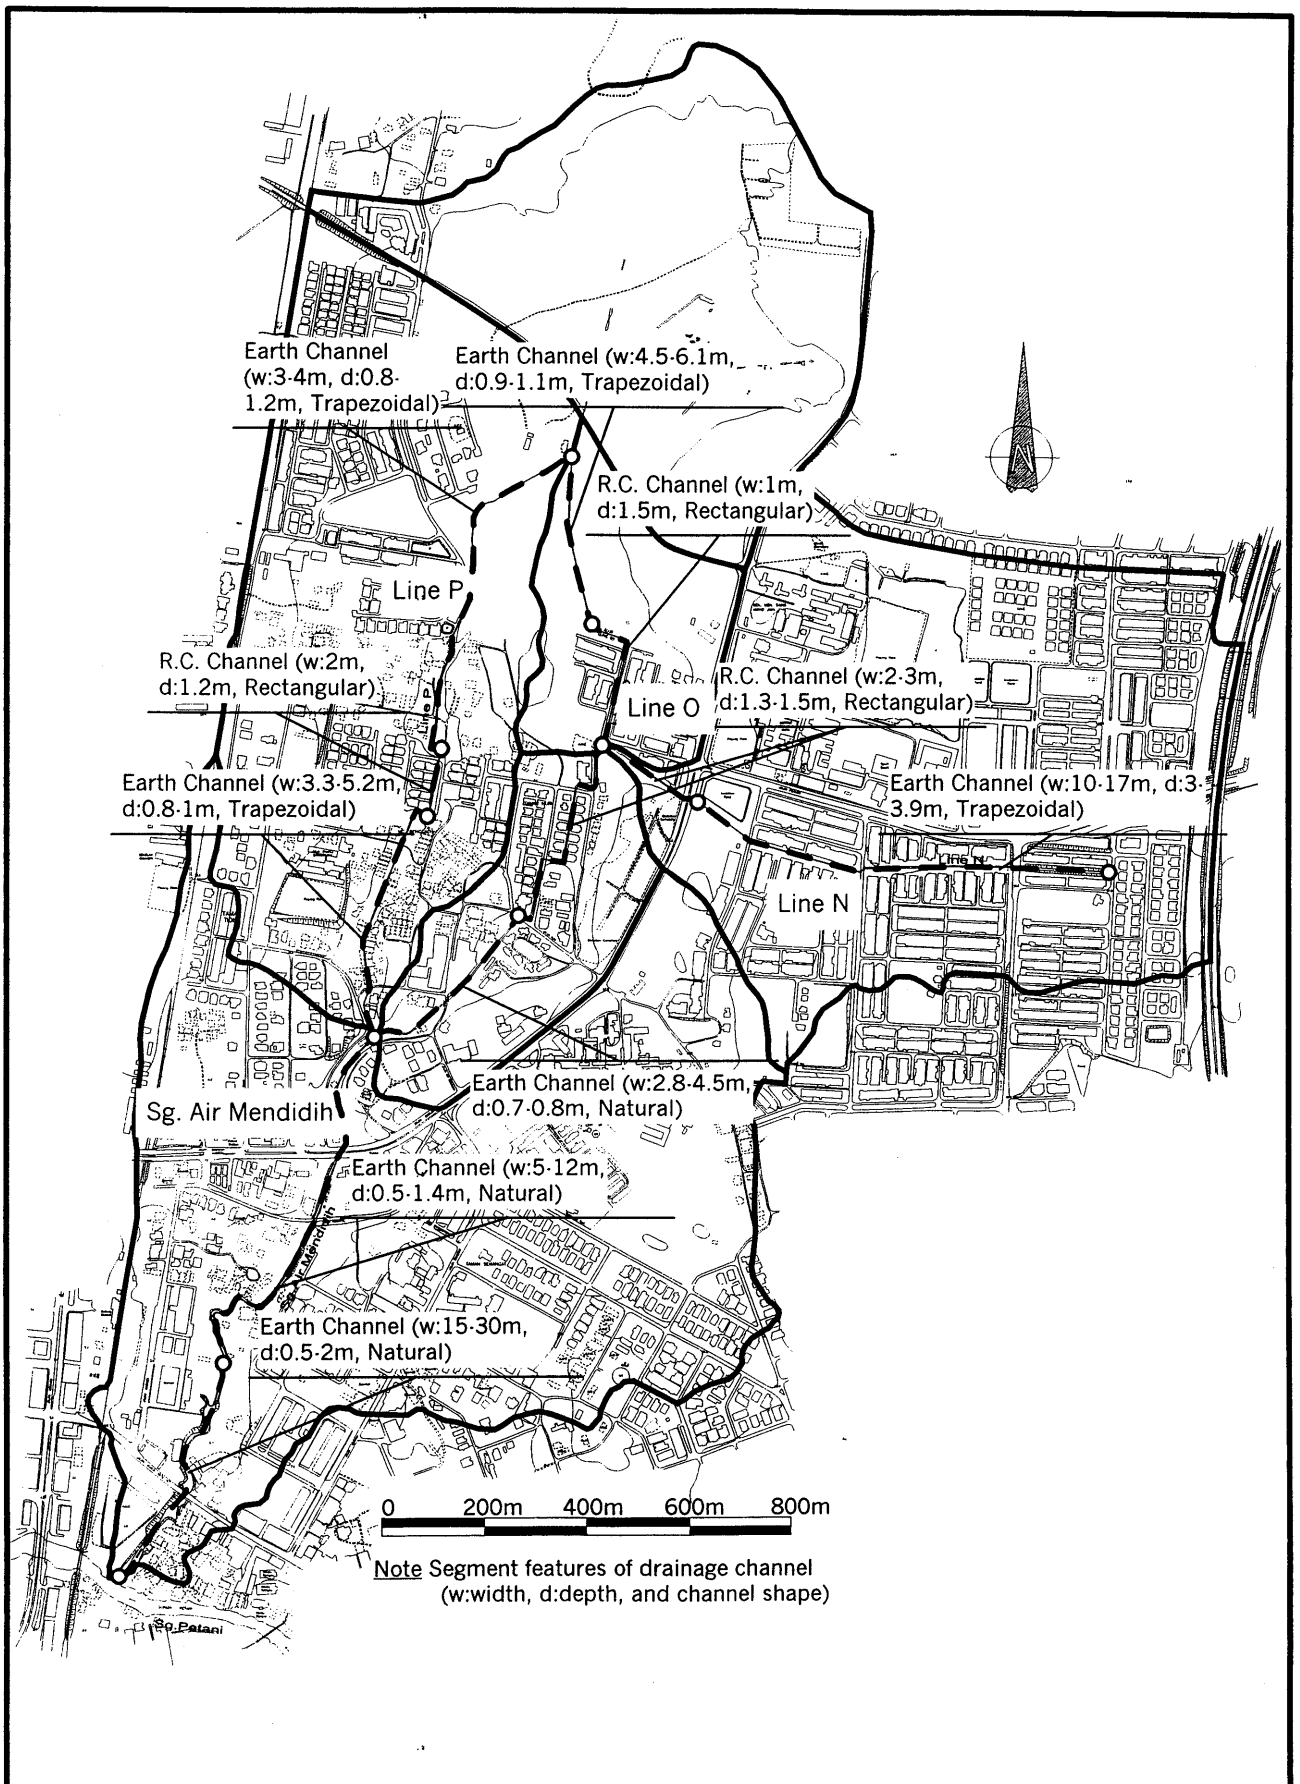 Earth Channel
(w:3-4m, d:0.8-
1.2m, Trapezoidal)
Earth Channel (w:4.5-6.1m,
d:0.9-1.1m, Trapezoidal)
R.C. Channel (w:1m,
d:1.5m, Rectangular)
N
Line P
R.C. Channel (w:2m,
d:1.2m, Rectangular)
Line P
R.C. Channel (w:2-3m,
d:1.3-1.5m, Rectangular)
Line O
Earth Channel (w:3.3-5.2m,
d:0.8-1m, Trapezoidal)
Earth Channel (w:10-17m, d:3-
3.9m, Trapezoidal)
line N
Line N
Earth Channel (w:2.8-4.5m,
d:0.7-0.8m, Natural)
Sg. Air Mendidih
Earth Channel (w:5-12m,
d:0.5-1.4m, Natural)
Sg. Air Mendidih
Earth Channel (w:15-30m,
d:0.5-2m, Natural)
0 200m 400m 600m 800m
Note Segment features of drainage channel
(w:width, d:depth, and channel shape)
Sg.Petani